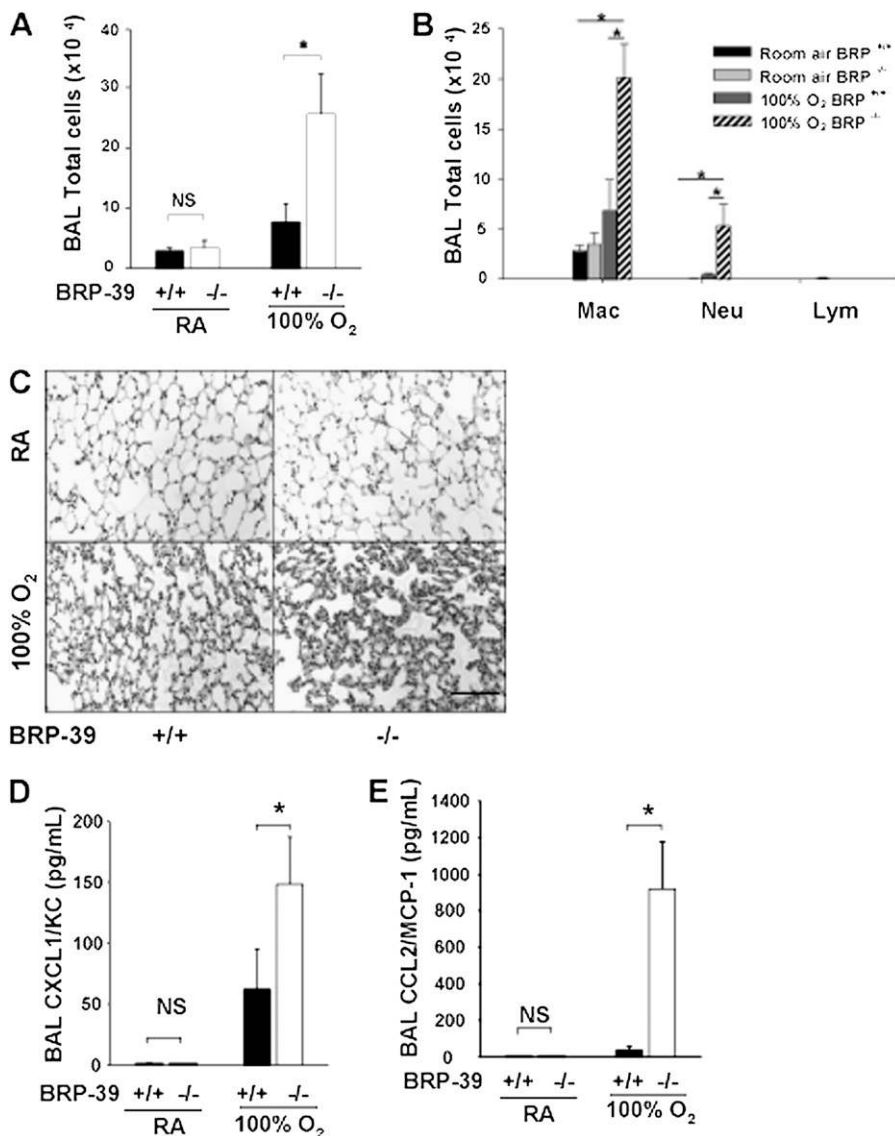 A
BAL Total cells (x10⁻⁴)
40
30
20
10
0
NS
*
BRP-39 +/+ -/- +/+ -/-
RA 100% O₂
B
BAL Total cells (x10⁻⁴)
25
20
15
10
5
0
* *
* *
Room air BRP +/+
Room air BRP -/-
100% O₂ BRP +/+
100% O₂ BRP -/-
Mac Neu Lym
C
RA
100% O₂
BRP-39 +/+ -/-
D
BAL CXCL1/KC (pg/mL)
200
150
100
50
0
NS
*
BRP-39 +/+ -/- +/+ -/-
RA 100% O₂
E
BAL CCL2/MCP-1 (pg/mL)
1400
1200
1000
800
600
400
200
0
NS
*
BRP-39 +/+ -/- +/+ -/-
RA 100% O₂